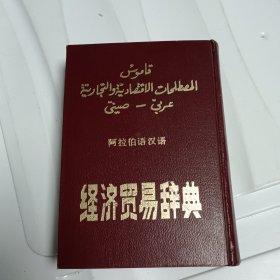 قاموس
المصطلحات الاقتصادية والتجارية
عربي - صيني
阿拉伯语汉语
经济贸易辞典